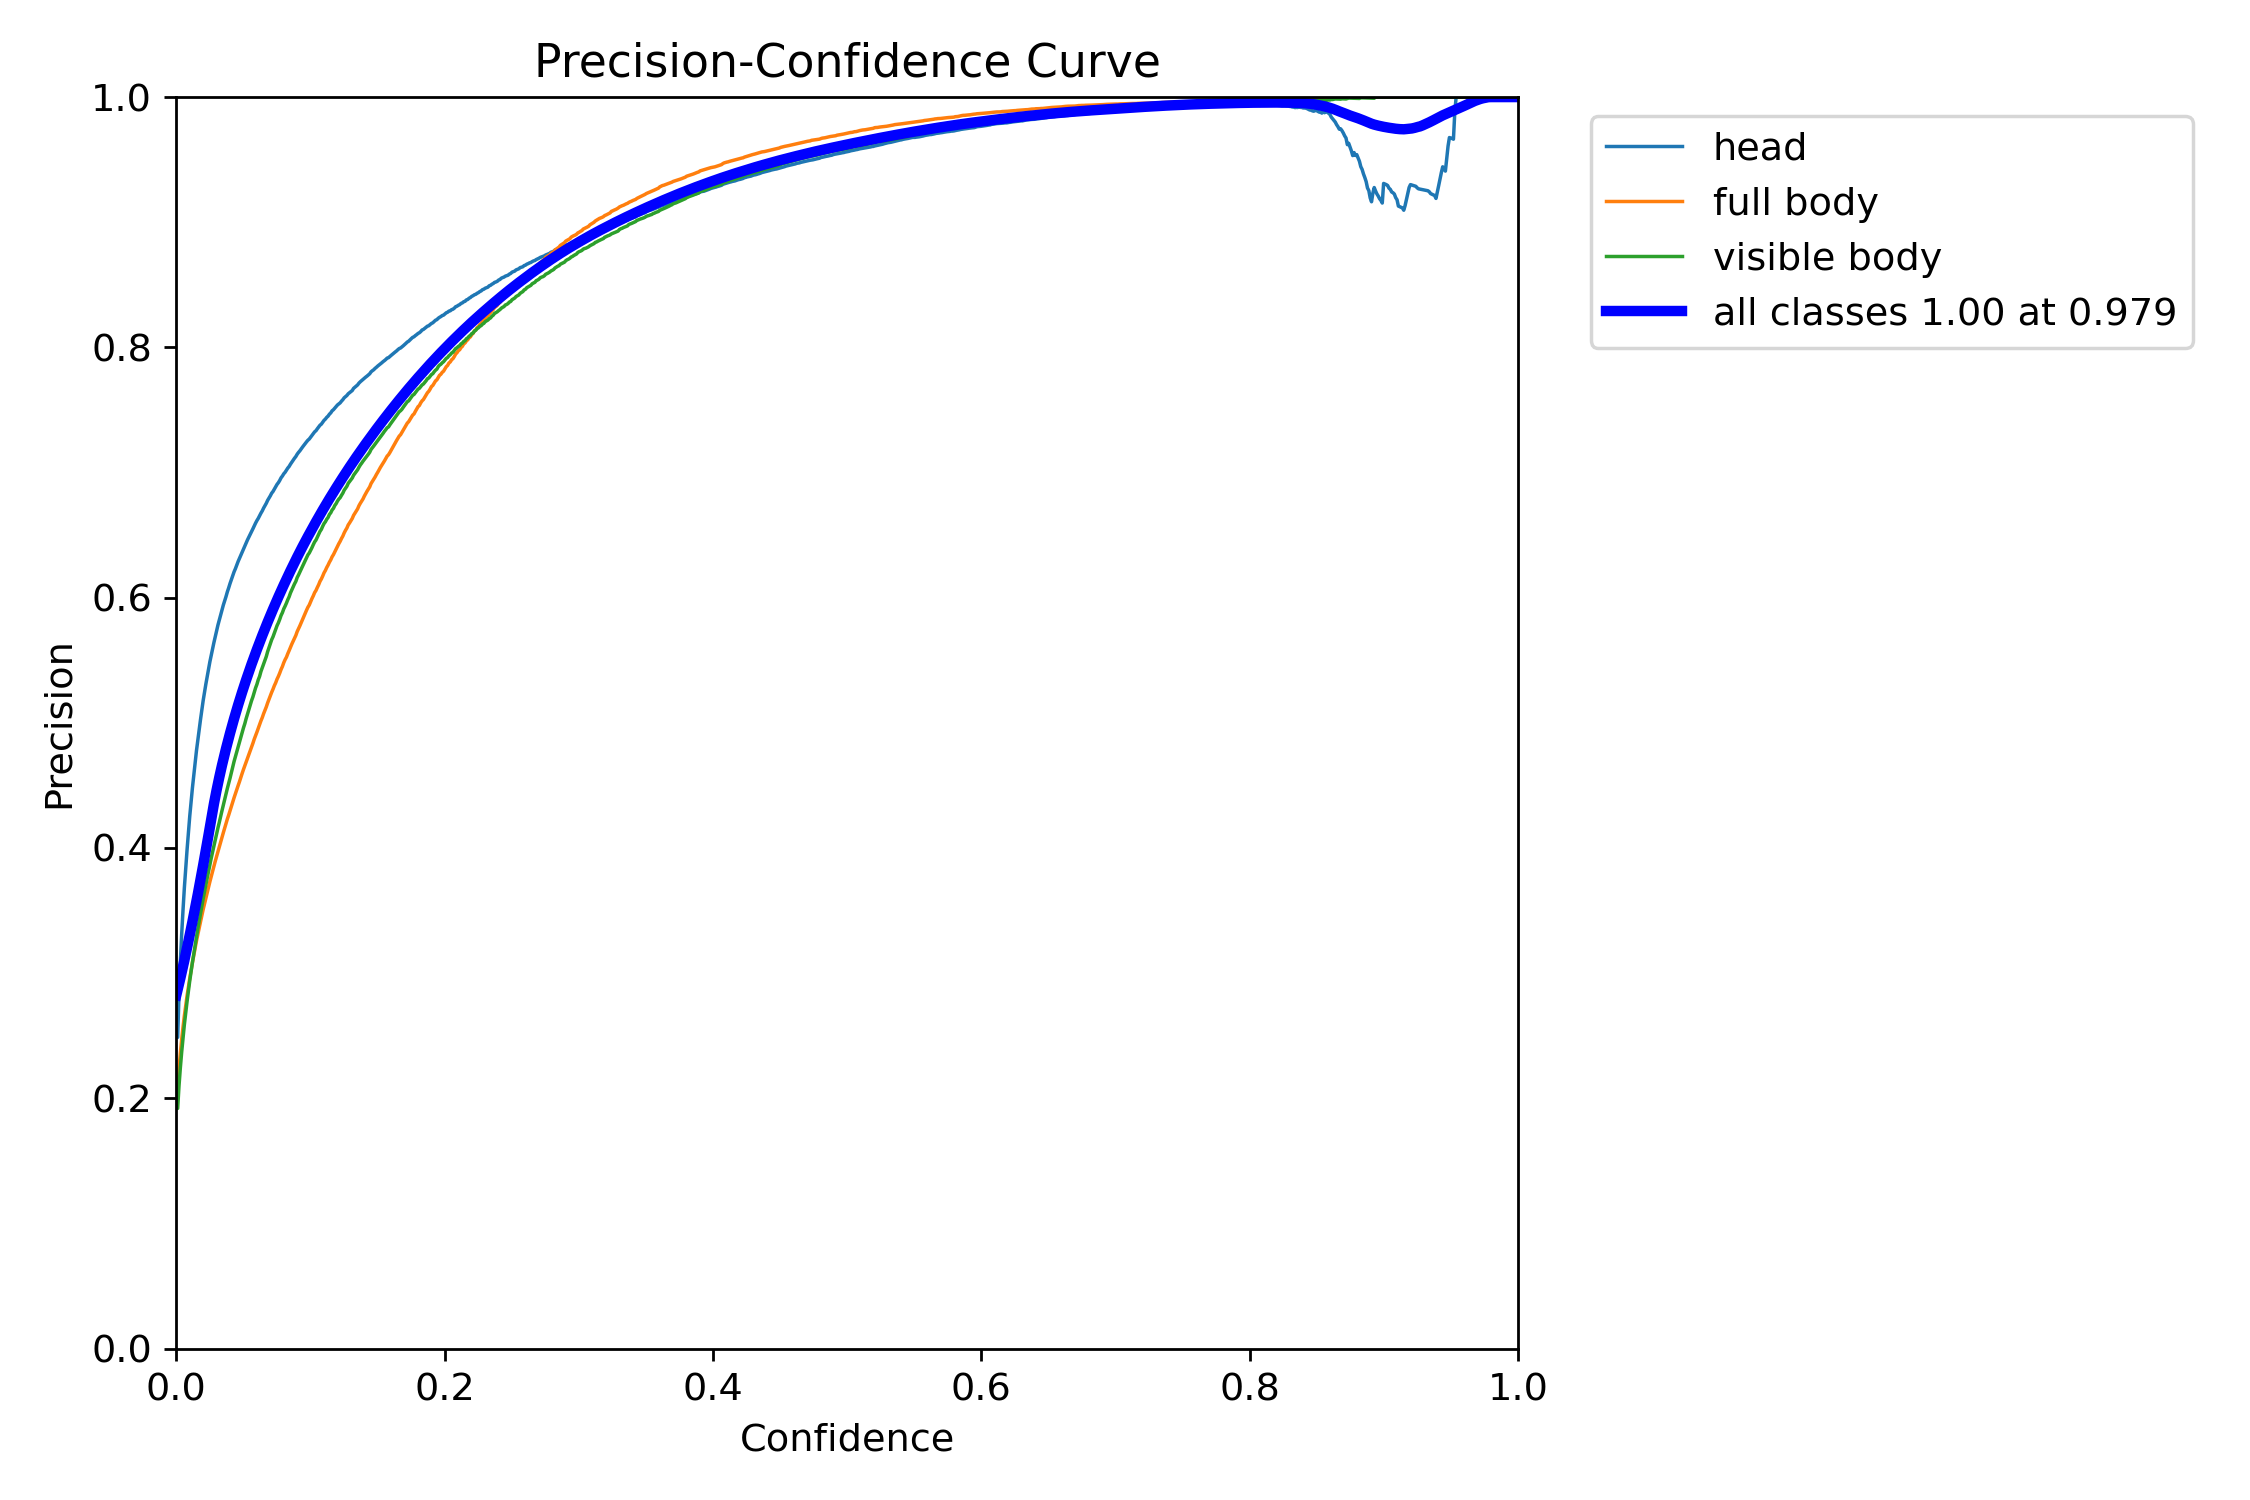 Precision-Confidence Curve
1.0
0.8
0.6
0.4
0.2
0.0
Precision
0.0 0.2 0.4 0.6 0.8 1.0
Confidence
head
full body
visible body
all classes 1.00 at 0.979